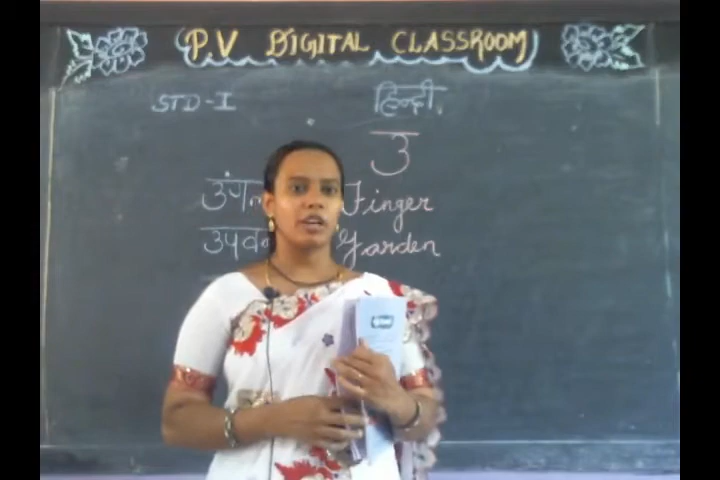 P.V DIGITAL CLASSROOM
STD-I हिन्दी.
उ
Finger
Garden